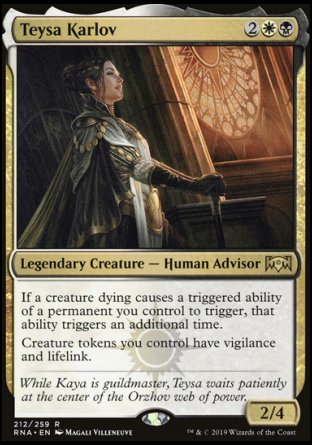 Teysa Karlov 2
Legendary Creature — Human Advisor
If a creature dying causes a triggered ability
of a permanent you control to trigger, that
ability triggers an additional time.
Creature tokens you control have vigilance
and lifelink.
While Kaya is guildmaster, Teysa waits patiently
at the center of the Orzhov web of power.
2/4
212/259 R
RNA • EN MAGALI VILLENEUVE
™ & © 2019 Wizards of the Coast